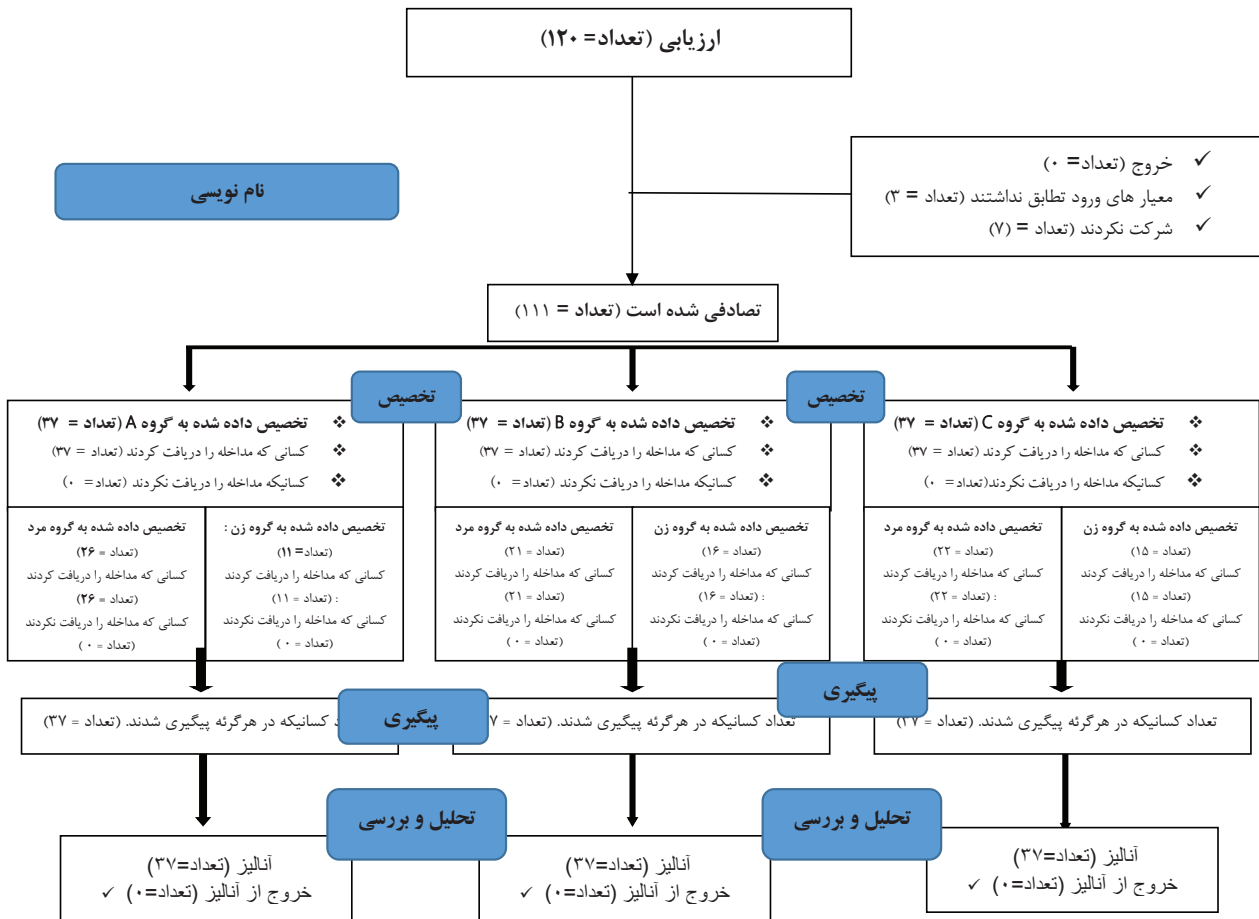 ارزیابی (تعداد= ۱۲۰)
نام نویسی
✓ خروج (تعداد= ۰)
✓ معیار های ورود تطابق نداشتند (تعداد = ۳)
✓ شرکت نکردند (تعداد = (۷)
تصادفی شده است (تعداد = ۱۱۱)
تخصیص
تخصیص
❖ تخصیص داده شده به گروه C (تعداد = ۳۷)
❖ کسانی که مداخله را دریافت کردند (تعداد = ۳۷)
❖ کسانیکه مداخله را دریافت نکردند(تعداد= ۰)
تخصیص داده شده به گروه زن
(تعداد = ۱۵)
کسانی که مداخله را دریافت کردند
(تعداد = ۱۵)
کسانی که مداخله را دریافت نکردند
(تعداد = ۰)
تخصیص داده شده به گروه مرد
(تعداد = ۲۲)
کسانی که مداخله را دریافت کردند
: (تعداد = ۲۲)
کسانی که مداخله را دریافت نکردند
(تعداد = ۰)
❖ تخصیص داده شده به گروه B (تعداد = ۳۷)
❖ کسانی که مداخله را دریافت کردند (تعداد = ۳۷)
❖ کسانیکه مداخله را دریافت نکردند (تعداد= ۰)
تخصیص داده شده به گروه زن
(تعداد = ۱۶)
کسانی که مداخله را دریافت کردند
: (تعداد = ۱۶)
کسانی که مداخله را دریافت نکردند
(تعداد = ۰)
تخصیص داده شده به گروه مرد
(تعداد = ۲۱)
کسانی که مداخله را دریافت کردند
(تعداد = ۲۱)
کسانی که مداخله را دریافت نکردند
(تعداد = ۰)
❖ تخصیص داده شده به گروه A (تعداد = ۳۷)
❖ کسانی که مداخله را دریافت کردند (تعداد = ۳۷)
❖ کسانیکه مداخله را دریافت نکردند (تعداد= ۰)
تخصیص داده شده به گروه زن :
(تعداد= ۱۱)
کسانی که مداخله را دریافت کردند
: (تعداد = ۱۱)
کسانی که مداخله را دریافت نکردند
(تعداد = ۰)
تخصیص داده شده به گروه مرد
(تعداد = ۲۶)
کسانی که مداخله را دریافت کردند
(تعداد = ۲۶)
کسانی که مداخله را دریافت نکردند
(تعداد = ۰)
پیگیری
پیگیری
تعداد کسانیکه در هرگرئه پیگیری شدند. (تعداد = ۳۷)
تعداد کسانیکه در هرگرئه پیگیری شدند. (تعداد = ۷
کسانیکه در هرگرئه پیگیری شدند. (تعداد = ۳۷)
تحلیل و بررسی
تحلیل و بررسی
آنالیز (تعداد=۳۷)
خروج از آنالیز (تعداد=۰) ✓
آنالیز (تعداد=۳۷)
خروج از آنالیز (تعداد=۰) ✓
آنالیز (تعداد=۳۷)
خروج از آنالیز (تعداد=۰) ✓